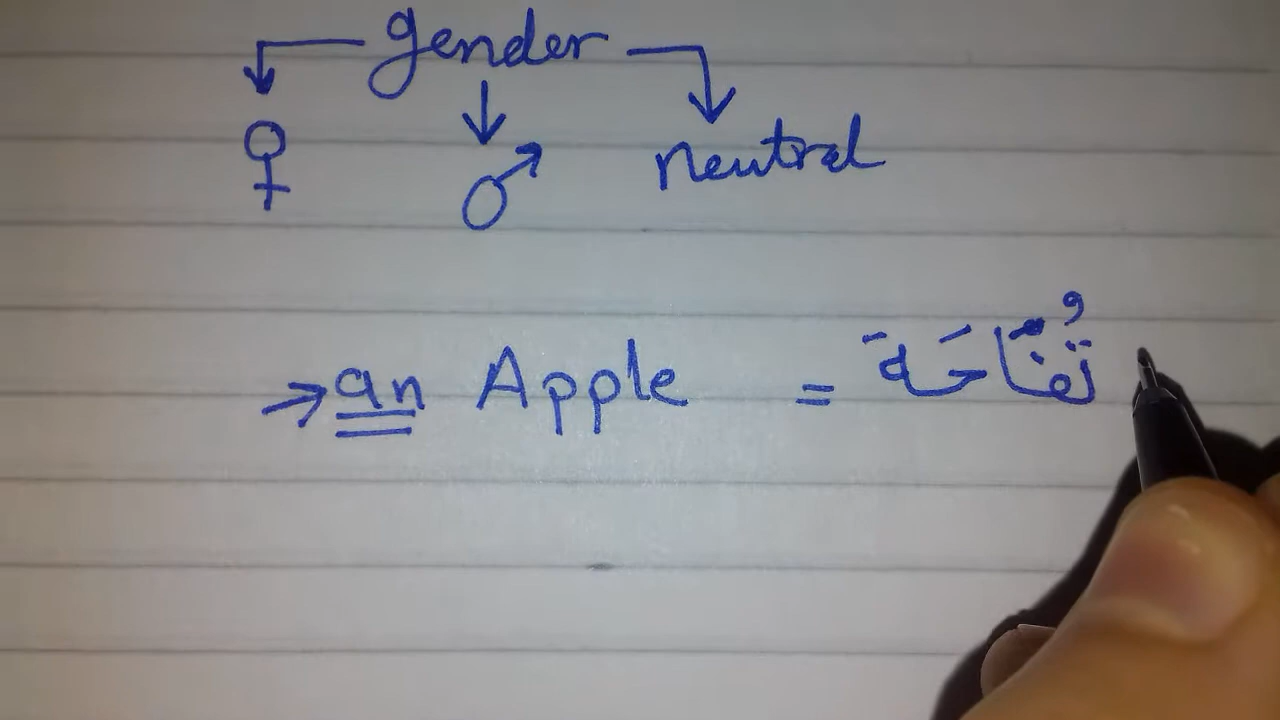 gender
♀ ♂ neutral
→ an Apple = تُفَّاحَة